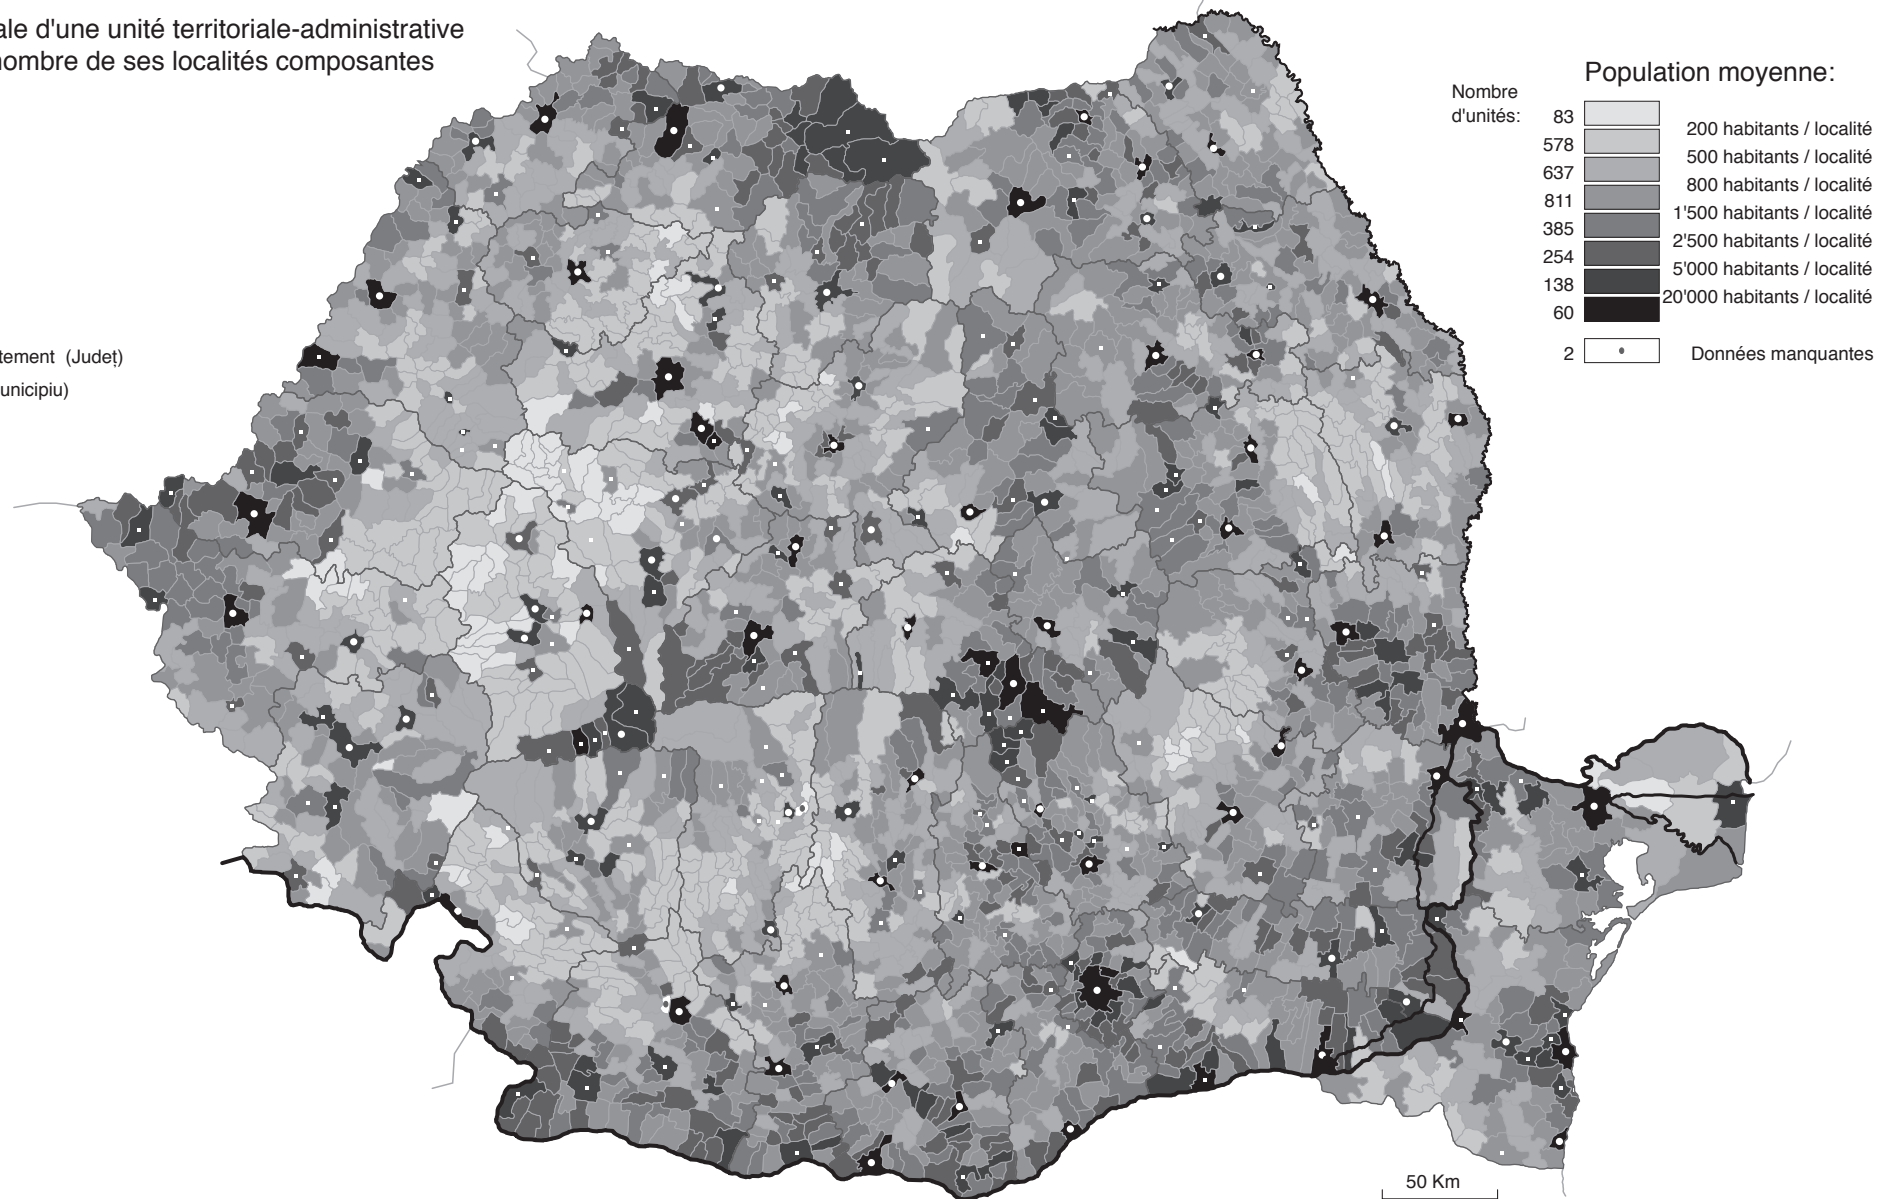 ale d'une unité territoriale-administrative
nombre de ses localités composantes
tement (Județ)
unicipiu)
Population moyenne:
Nombre
d'unités:
83
200 habitants / localité
578
500 habitants / localité
637
800 habitants / localité
811
1'500 habitants / localité
385
2'500 habitants / localité
254
5'000 habitants / localité
138
20'000 habitants / localité
60
2 Données manquantes
50 Km